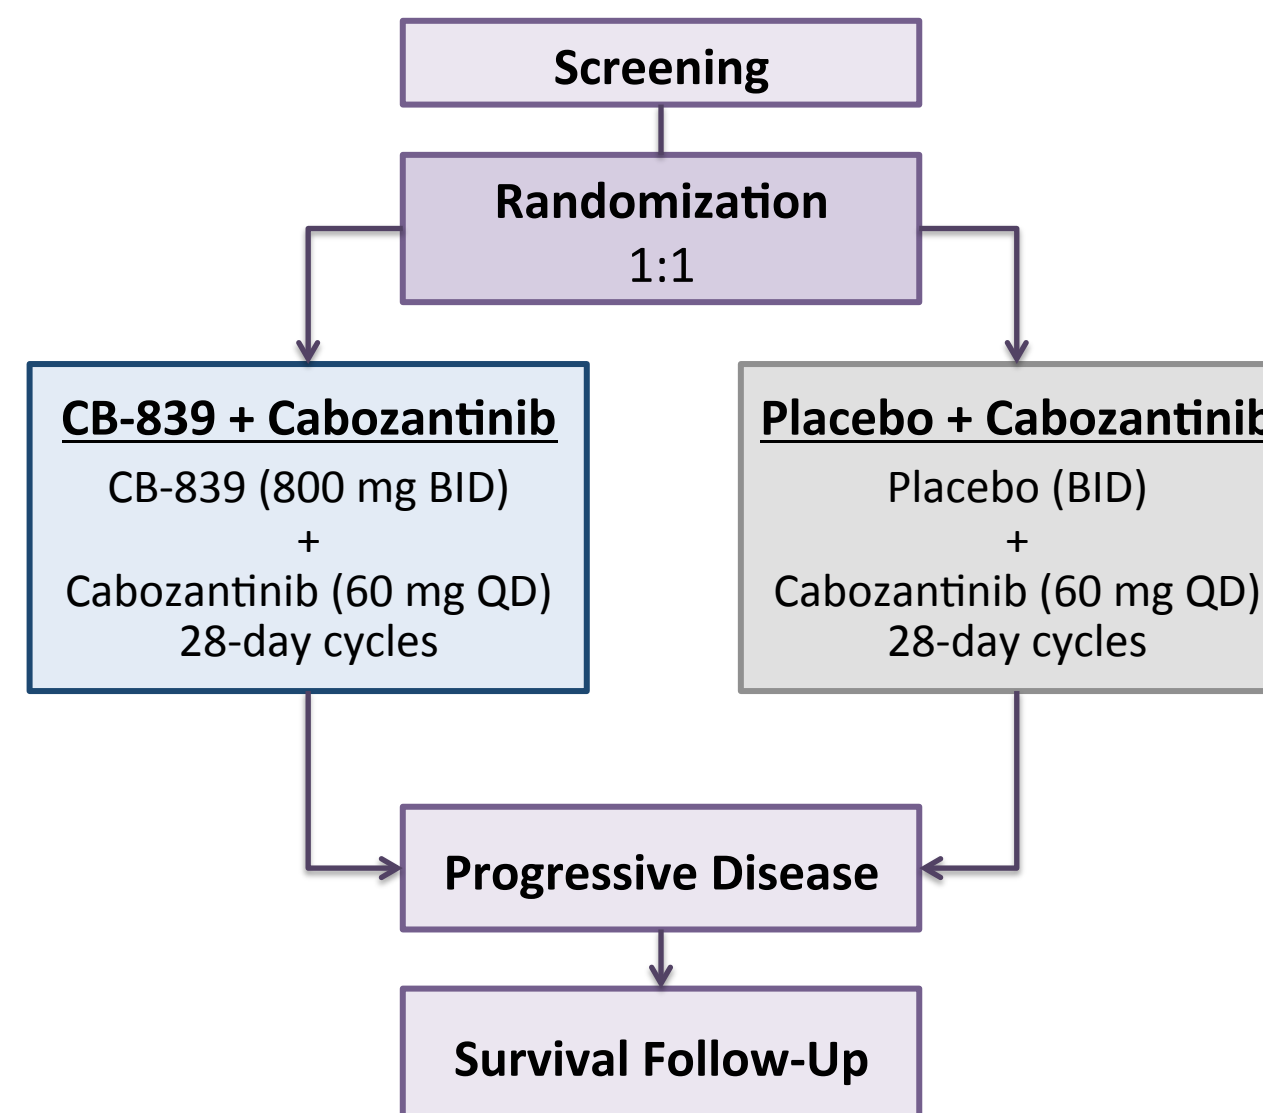 Screening
Randomization
1:1
CB-839 + Cabozantinib
CB-839 (800 mg BID)
+
Cabozantinib (60 mg QD)
28-day cycles
Placebo + Cabozantinib
Placebo (BID)
+
Cabozantinib (60 mg QD)
28-day cycles
Progressive Disease
Survival Follow-Up